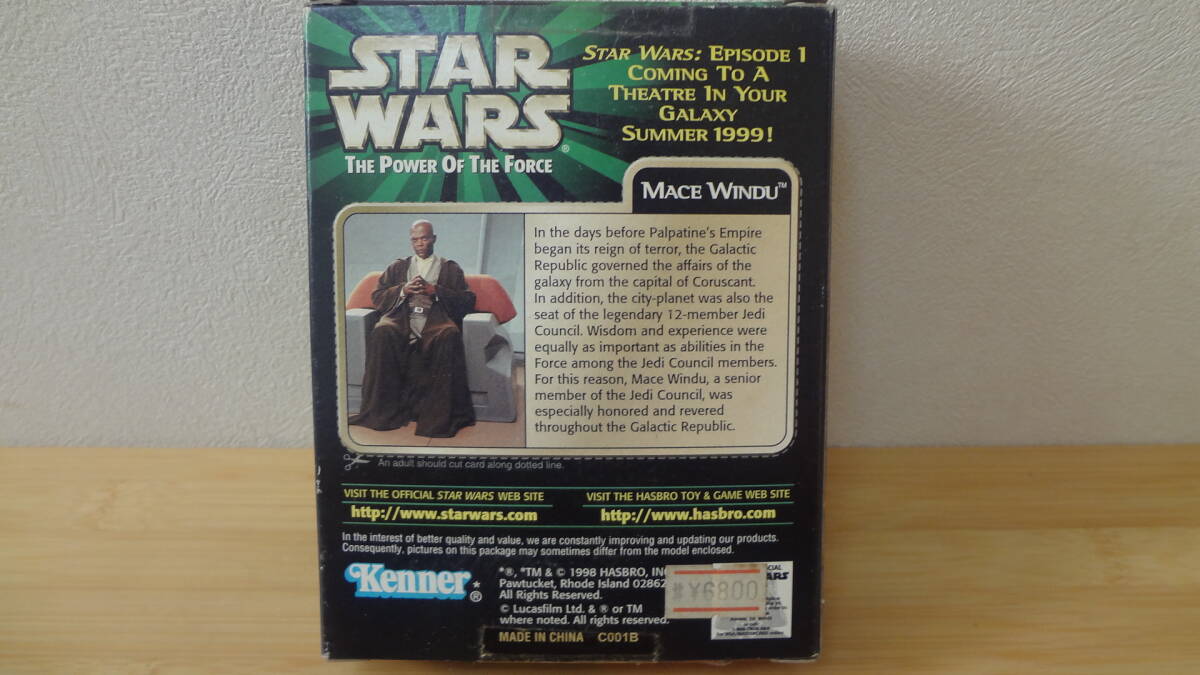 STAR
WARS®
THE POWER OF THE FORCE
STAR WARS: EPISODE 1
COMING TO A
THEATRE IN YOUR
GALAXY
SUMMER 1999!
MACE WINDU™
In the days before Palpatine's Empire
began its reign of terror, the Galactic
Republic governed the affairs of the
galaxy from the capital of Coruscant.
In addition, the city-planet was also the
seat of the legendary 12-member Jedi
Council. Wisdom and experience were
equally as important as abilities in the
Force among the Jedi Council members.
For this reason, Mace Windu, a senior
member of the Jedi Council, was
especially honored and revered
throughout the Galactic Republic.
An adult should cut card along dotted line.
VISIT THE OFFICIAL STAR WARS WEB SITE
http://www.starwars.com
VISIT THE HASBRO TOY & GAME WEB SITE
http://www.hasbro.com
In the interest of better quality and value, we are constantly improving and updating our products.
Consequently, pictures on this package may sometimes differ from the model enclosed.
Kenner®
*®, *TM & © 1998 HASBRO, INC
Pawtucket, Rhode Island 02862
All Rights Reserved.
© Lucasfilm Ltd. & ® or TM
where noted. All rights reserved.
¥6800
MADE IN CHINA C001B